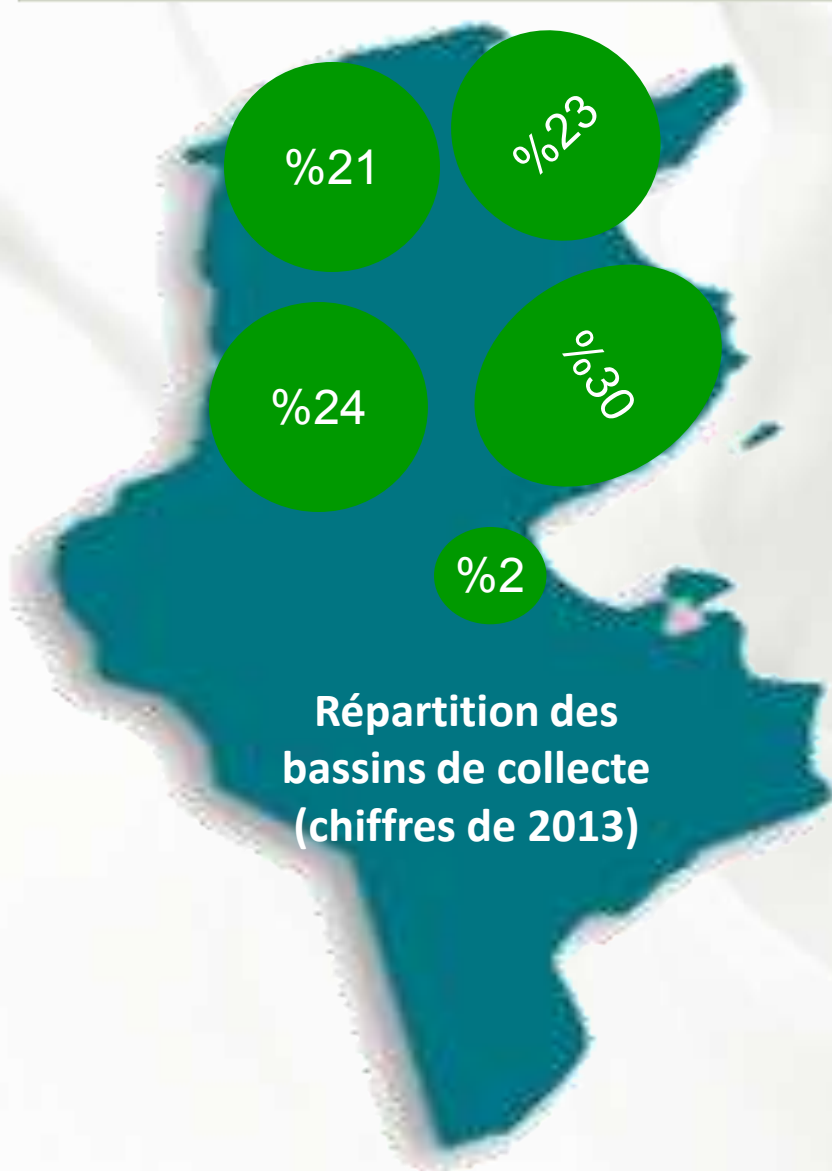 %21
%23
%24
%30
%2
Répartition des
bassins de collecte
(chiffres de 2013)